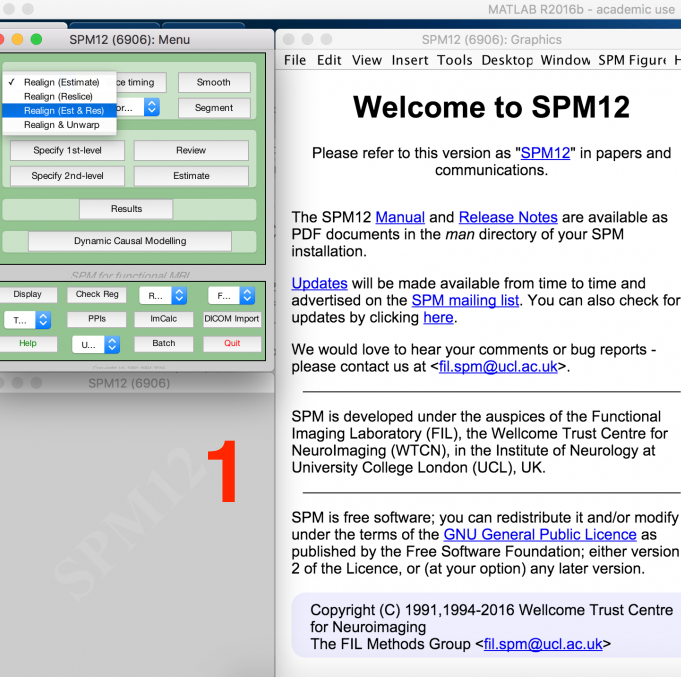 MATLAB R2016b - academic use
SPM12 (6906): Menu
✓ Realign (Estimate)
Realign (Reslice)
Realign (Est & Res)
Realign & Unwarp
ce timing
Smooth
or...
Segment
Specify 1st-level
Review
Specify 2nd-level
Estimate
Results
Dynamic Causal Modelling
SPM for functional MRI
Display
Check Reg
R...
F...
T...
PPIs
ImCalc
DICOM Import
Help
U...
Batch
Quit
SPM12 (6906)
SPM12
1
SPM12 (6906): Graphics
File Edit View Insert Tools Desktop Window SPM Figure H
Welcome to SPM12
Please refer to this version as "SPM12" in papers and
communications.
The SPM12 Manual and Release Notes are available as
PDF documents in the man directory of your SPM
installation.
Updates will be made available from time to time and
advertised on the SPM mailing list. You can also check for
updates by clicking here.
We would love to hear your comments or bug reports -
please contact us at <fil.spm@ucl.ac.uk>.
SPM is developed under the auspices of the Functional
Imaging Laboratory (FIL), the Wellcome Trust Centre for
NeuroImaging (WTCN), in the Institute of Neurology at
University College London (UCL), UK.
SPM is free software; you can redistribute it and/or modify
under the terms of the GNU General Public Licence as
published by the Free Software Foundation; either version
2 of the Licence, or (at your option) any later version.
Copyright (C) 1991,1994-2016 Wellcome Trust Centre
for Neuroimaging
The FIL Methods Group <fil.spm@ucl.ac.uk>